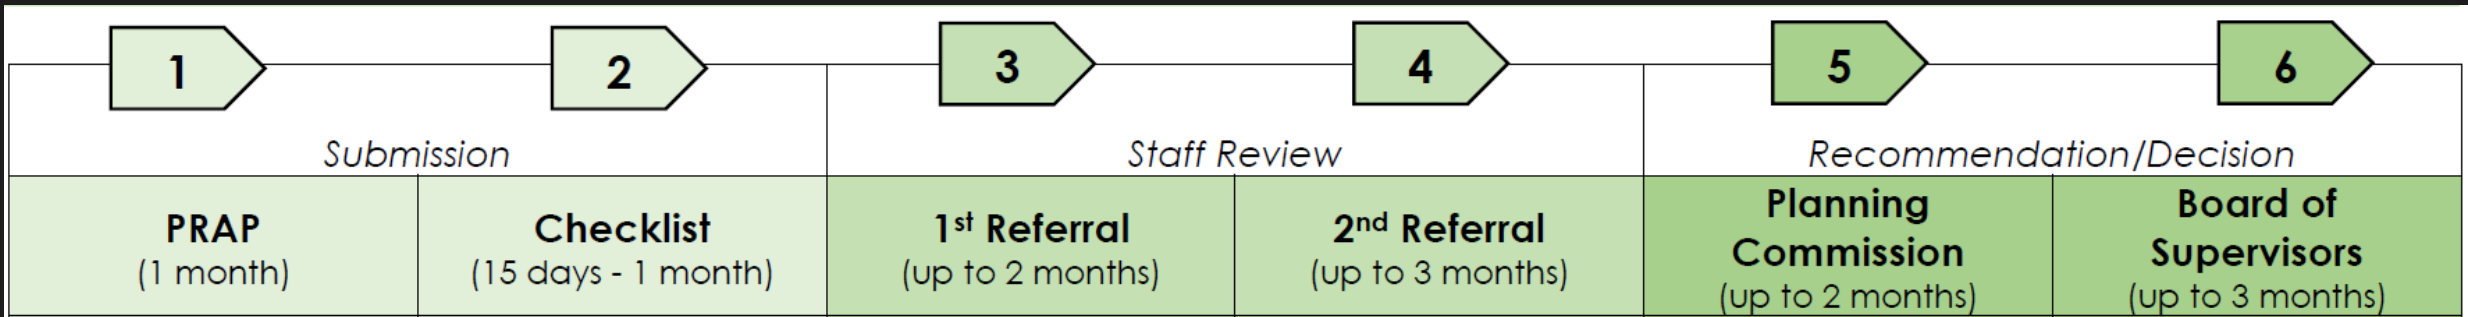 1
2
3
4
5
6
Submission
Staff Review
Recommendation/Decision
PRAP
(1 month)
Checklist
(15 days - 1 month)
1st Referral
(up to 2 months)
2nd Referral
(up to 3 months)
Planning
Commission
(up to 2 months)
Board of
Supervisors
(up to 3 months)